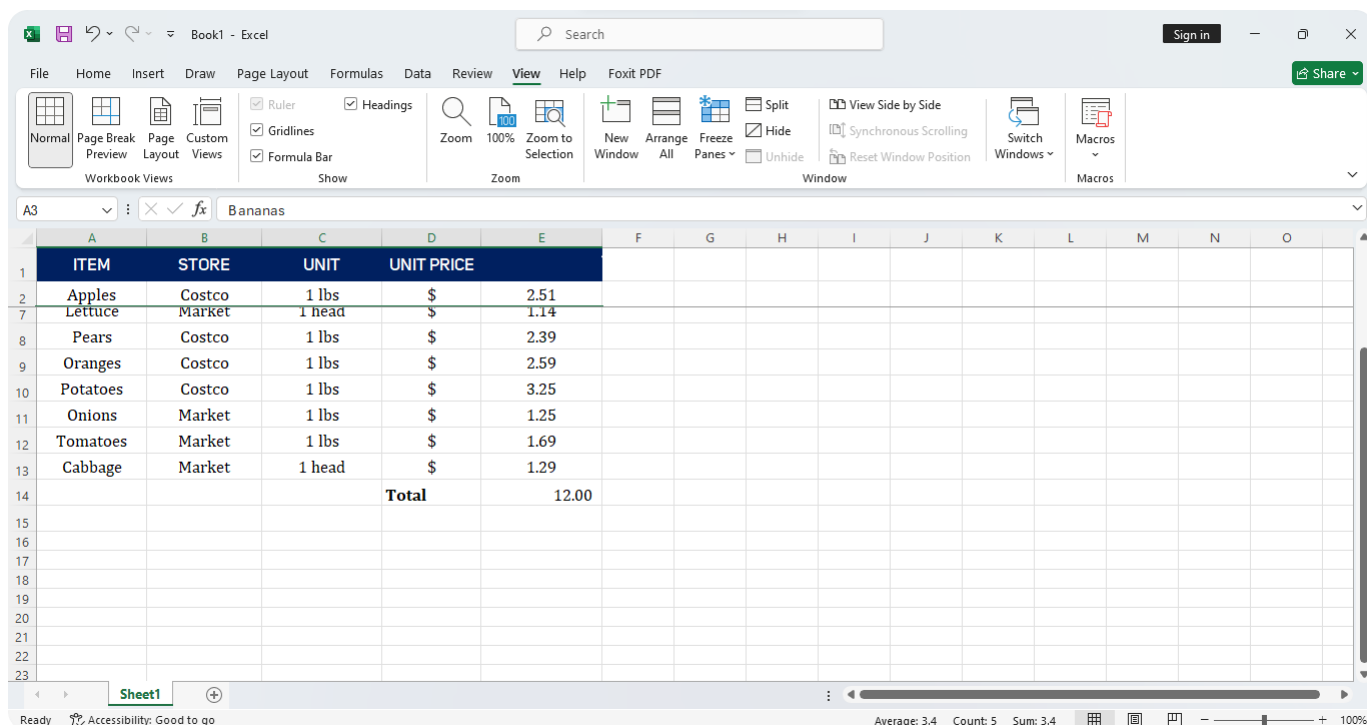 Book1 - Excel Search Sign in
File Home Insert Draw Page Layout Formulas Data Review View Help Foxit PDF Share
Ruler Headings 100 Split View Side by Side
Normal Page Break Page Custom Gridlines Zoom 100% Zoom to New Arrange Freeze Hide Synchronous Scrolling Switch Macros
Preview Layout Views Formula Bar Selection Window All Panes Unhide Reset Window Position Windows
Workbook Views Show Zoom Window Macros
A3 fx Bananas
A B C D E F G H I J K L M N O
1 ITEM STORE UNIT UNIT PRICE
2 Apples Costco 1 lbs $ 2.51
7 Lettuce Market 1 head $ 1.14
8 Pears Costco 1 lbs $ 2.39
9 Oranges Costco 1 lbs $ 2.59
10 Potatoes Costco 1 lbs $ 3.25
11 Onions Market 1 lbs $ 1.25
12 Tomatoes Market 1 lbs $ 1.69
13 Cabbage Market 1 head $ 1.29
14 Total 12.00
15
16
17
18
19
20
21
22
23
Sheet1
Ready Accessibility: Good to go Average: 3.4 Count: 5 Sum: 3.4 100%